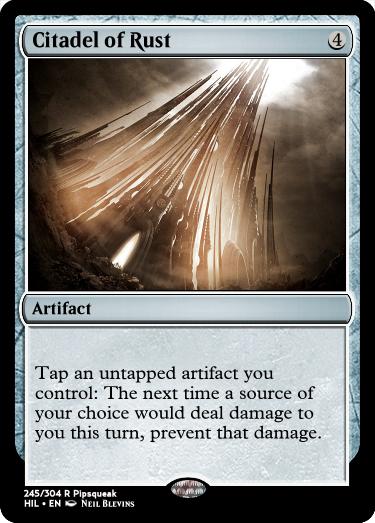 Citadel of Rust 4
Artifact
Tap an untapped artifact you
control: The next time a source of
your choice would deal damage to
you this turn, prevent that damage.
245/304 R Pipsqueak
HIL • EN Neil Blevins